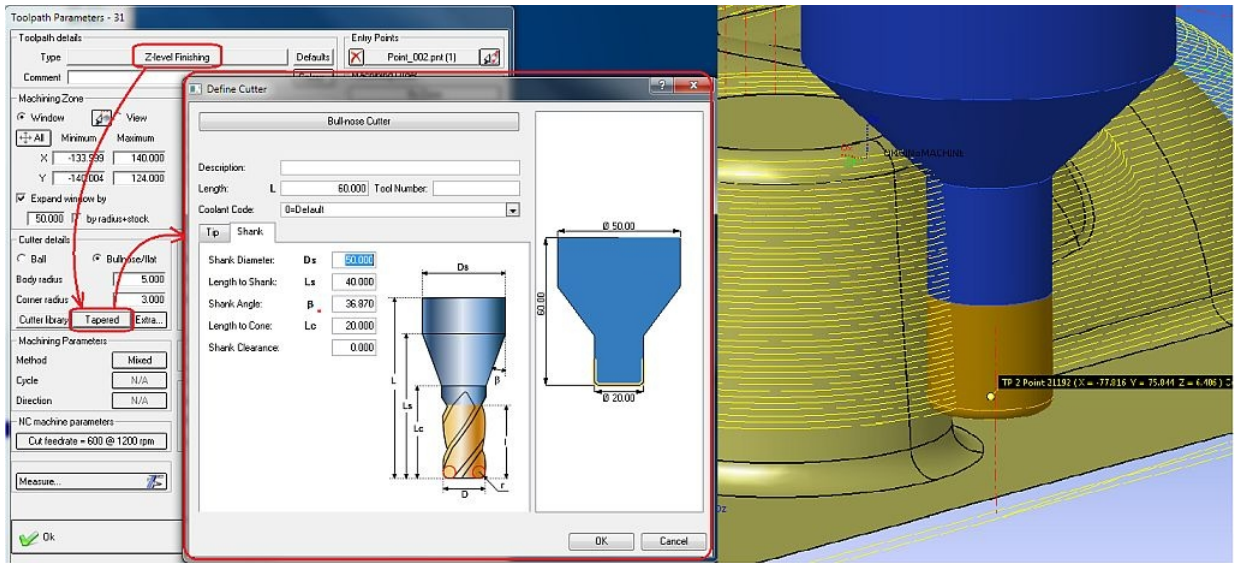 Toolpath Parameters - 31
Toolpath details
Type Z-level Finishing Defaults
Comment
Entry Points
Point_002.pnt (1)
Machining Zone
Window View
All Minimum Maximum
X -133.599 140.000
Y -140.004 124.000
Expand window by
50.000 by radius+stock
Cutter details
Ball Bullnose/flat
Body radius 5.000
Corner radius 3.000
Cutter library Tapered Extra...
Machining Parameters
Method Mixed
Cycle N/A
Direction N/A
NC machine parameters
Cut feedrate = 600 @ 1200 rpm
Measure...
Ok
Define Cutter
Bull-nose Cutter
Description:
Length: L 60.000 Tool Number:
Coolant Code: 0=Default
Tip Shank
Shank Diameter: Ds 50.000
Length to Shank: Ls 40.000
Shank Angle: β 36.870
Length to Cone: Lc 20.000
Shank Clearance: 0.000
Ds
β
L
Ls
Lc
l
r
D
Ø 50.00
60.00
Ø 20.00
OK Cancel
TP 2 Point 21192 ( X = -77.816 Y = 75.844 Z = 6.406 )